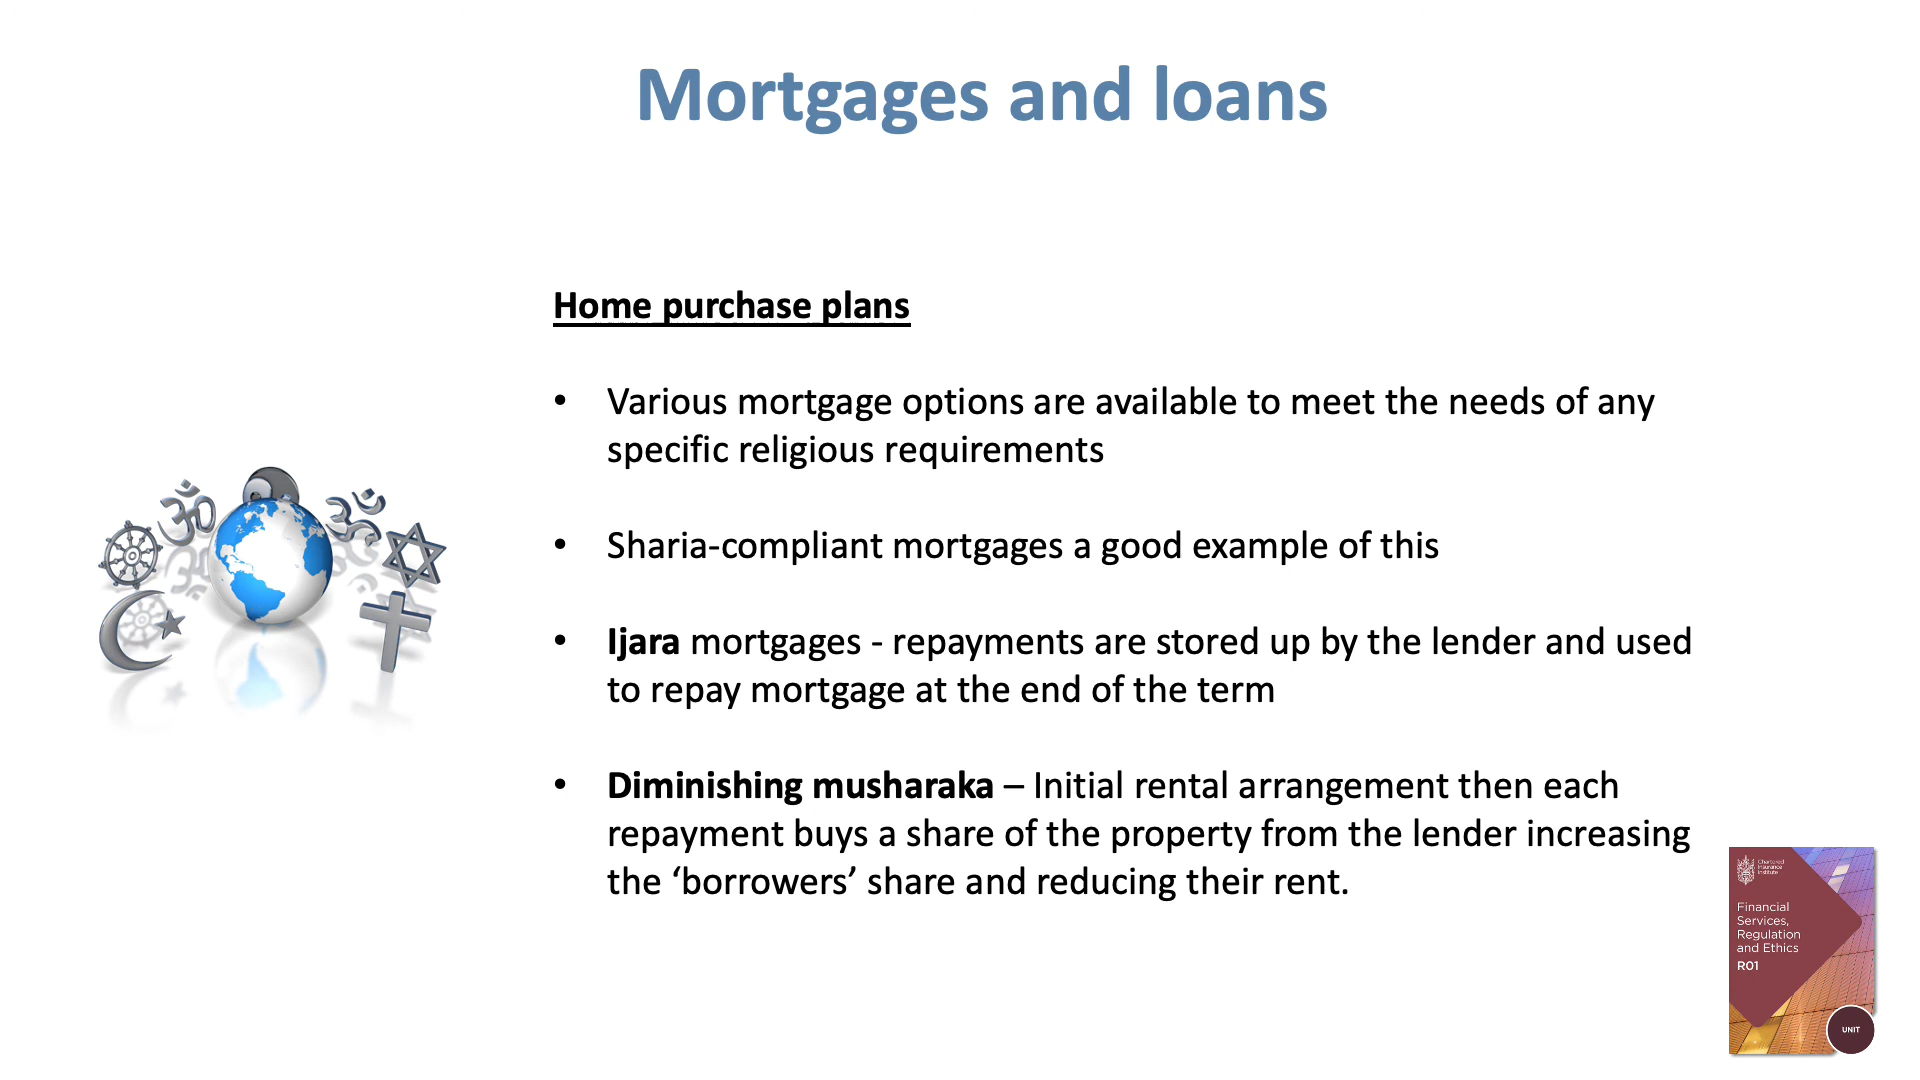 Mortgages and loans
Home purchase plans
• Various mortgage options are available to meet the needs of any
specific religious requirements
• Sharia-compliant mortgages a good example of this
• Ijara mortgages - repayments are stored up by the lender and used
to repay mortgage at the end of the term
• Diminishing musharaka – Initial rental arrangement then each
repayment buys a share of the property from the lender increasing
the ‘borrowers’ share and reducing their rent.
Chartered
Insurance
Institute
Financial
Services,
Regulation
and Ethics
R01
UNIT